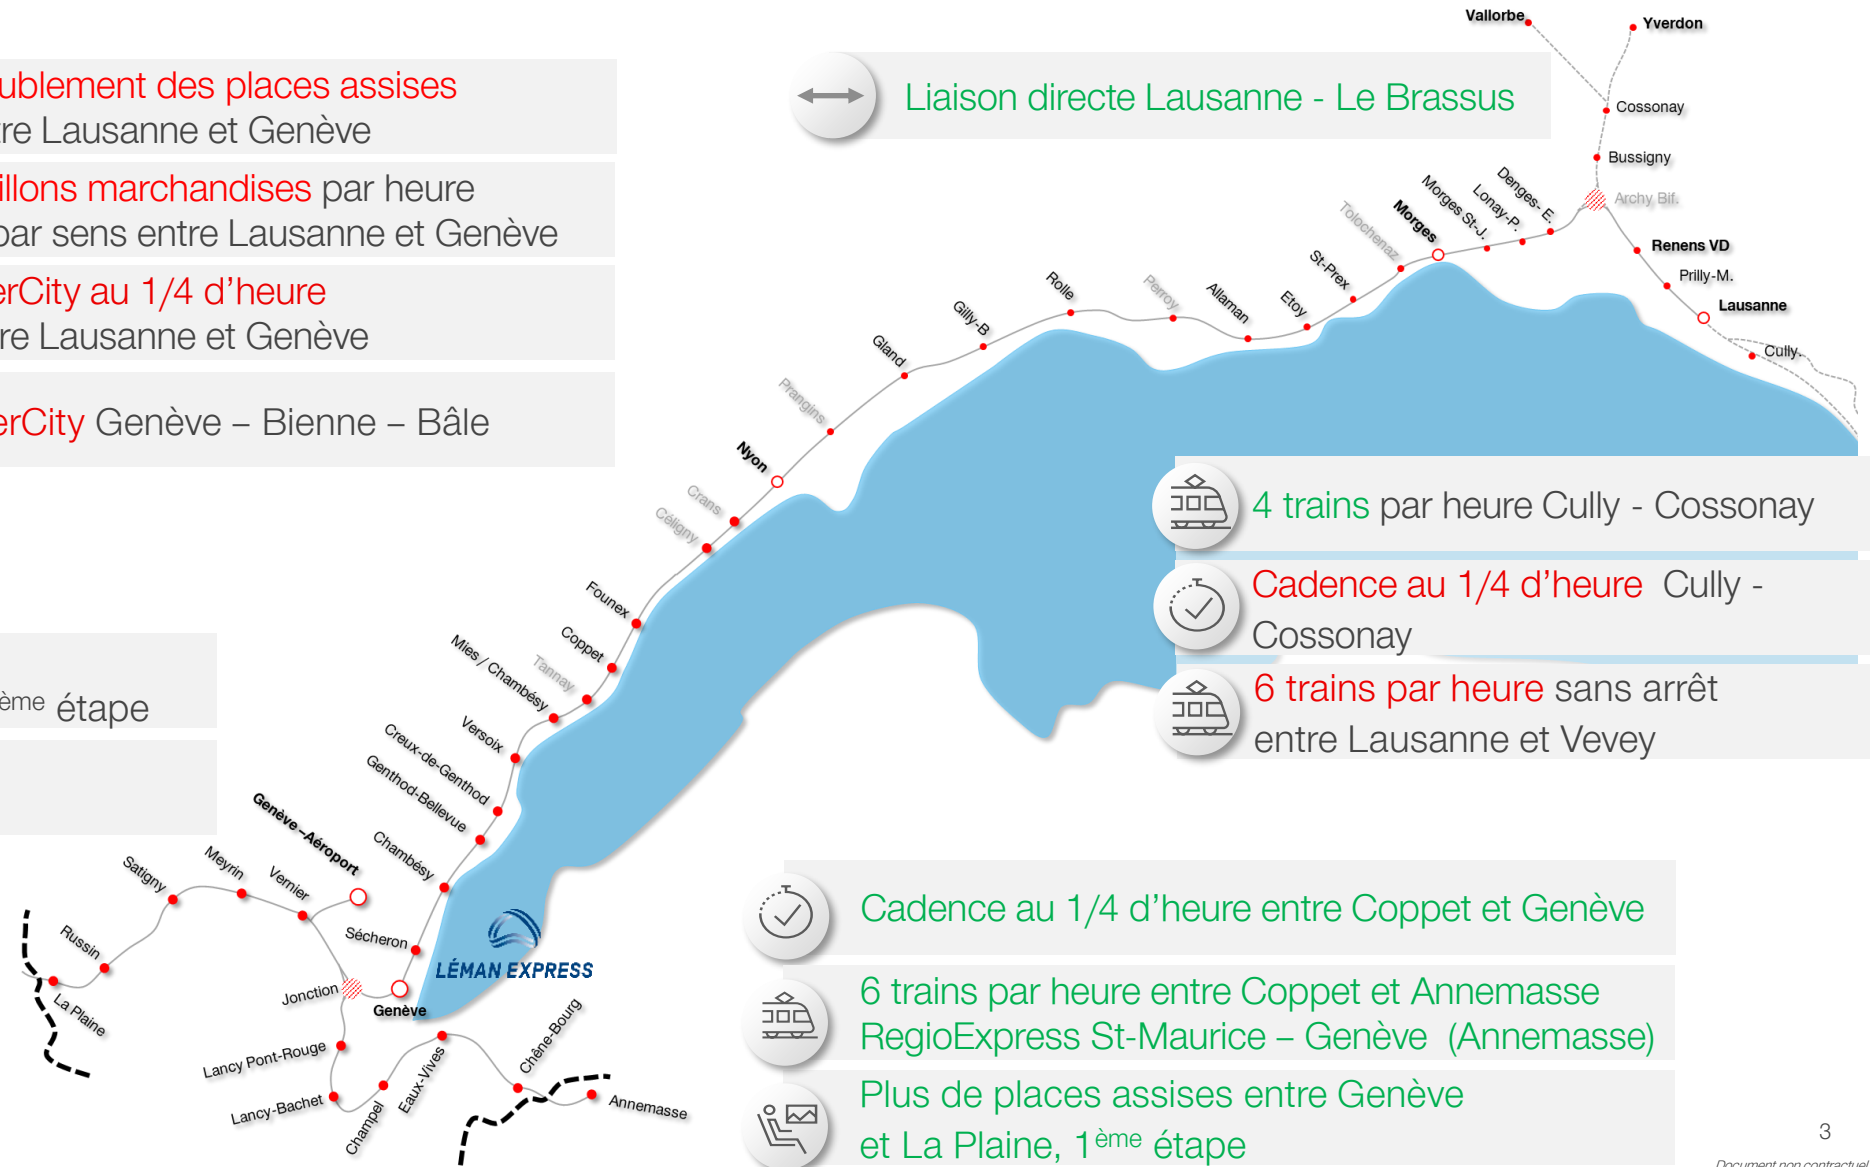 ublement des places assises
tre Lausanne et Genève
illons marchandises par heure
par sens entre Lausanne et Genève
erCity au 1/4 d'heure
re Lausanne et Genève
erCity Genève – Bienne – Bâle
Liaison directe Lausanne - Le Brassus
Vallorbe
Yverdon
Cossonay
Bussigny
Archy Bif.
Renens VD
Prilly-M.
Lausanne
Cully.
Denges- E.
Lonay-P.
Morges St-J.
Morges
Tolochenaz
St-Prex
Etoy
Allaman
Perroy
Rolle
Gilly-B
Gland
Prangins
Nyon
Crans
Céligny
Founex
Coppet
Tannay
Mies / Chambésy
Versoix
Creux-de-Genthod
Genthod-Bellevue
Chambésy
Sécheron
Genève
Genève –Aéroport
Vernier
Meyrin
Satigny
Russin
La Plaine
Jonction
Lancy Pont-Rouge
Lancy-Bachet
Champel
Eaux-Vives
Chêne-Bourg
Annemasse
LÉMAN EXPRESS
ème étape
4 trains par heure Cully - Cossonay
Cadence au 1/4 d'heure Cully -
Cossonay
6 trains par heure sans arrêt
entre Lausanne et Vevey
Cadence au 1/4 d'heure entre Coppet et Genève
6 trains par heure entre Coppet et Annemasse
RegioExpress St-Maurice – Genève (Annemasse)
Plus de places assises entre Genève
et La Plaine, 1ème étape
3
Document non contractuel